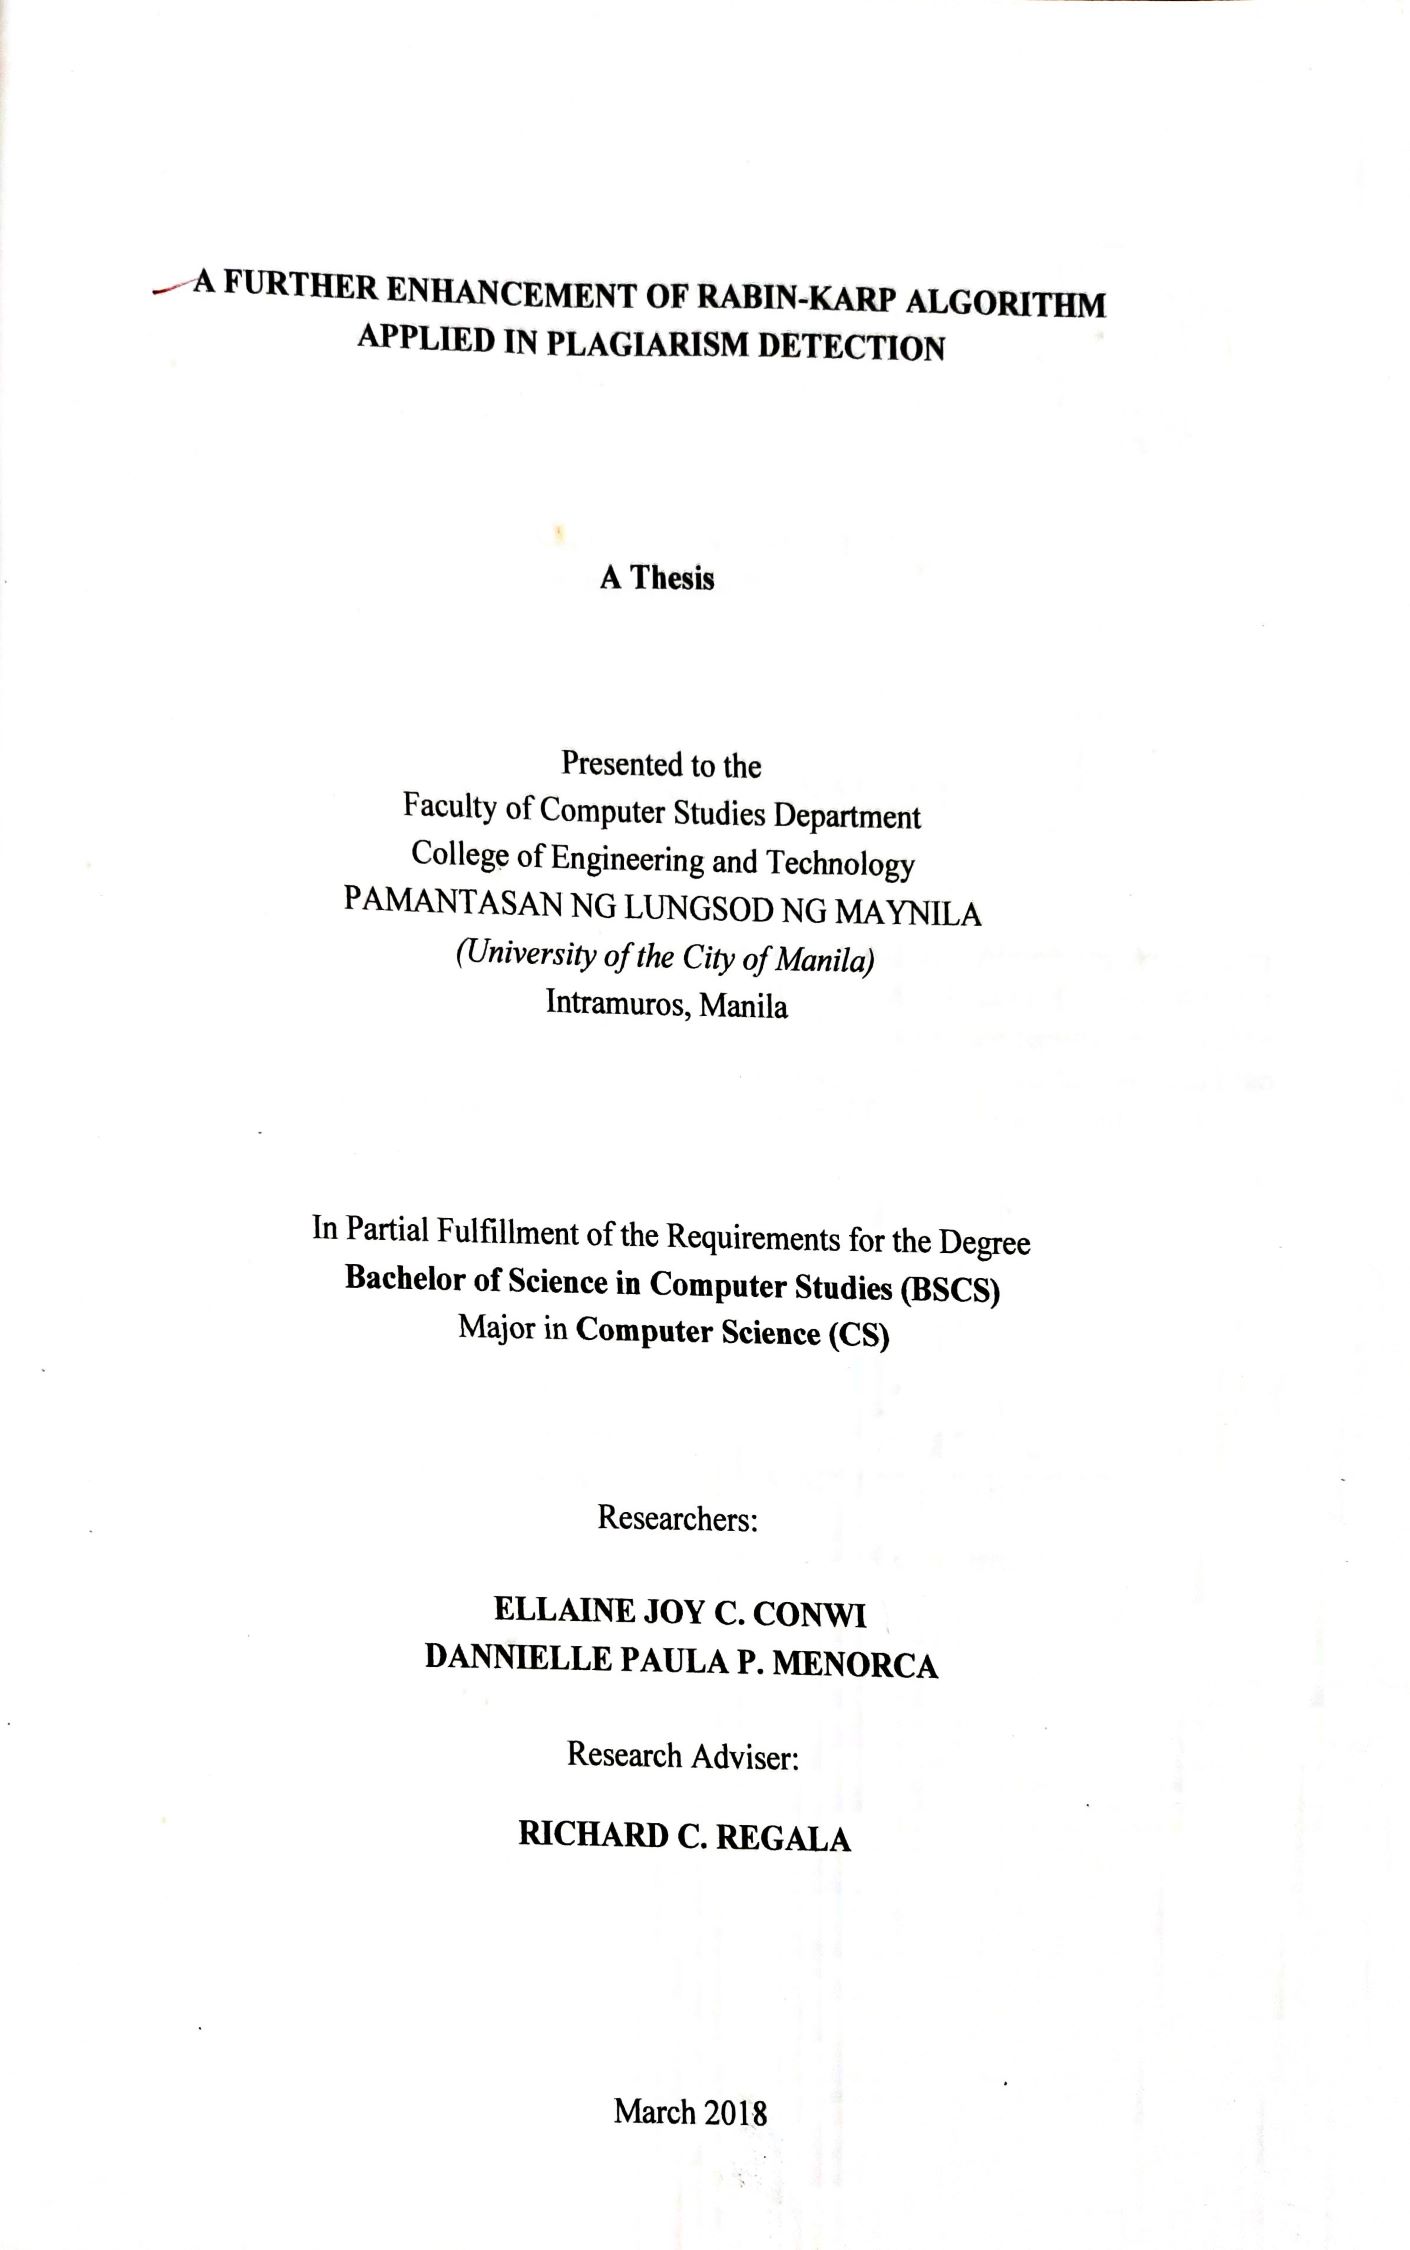 A FURTHER ENHANCEMENT OF RABIN-KARP ALGORITHM
APPLIED IN PLAGIARISM DETECTION
A Thesis
Presented to the
Faculty of Computer Studies Department
College of Engineering and Technology
PAMANTASAN NG LUNGSOD NG MAYNILA
(University of the City of Manila)
Intramuros, Manila
In Partial Fulfillment of the Requirements for the Degree
Bachelor of Science in Computer Studies (BSCS)
Major in Computer Science (CS)
Researchers:
ELLAINE JOY C. CONWI
DANNIELLE PAULA P. MENORCA
Research Adviser:
RICHARD C. REGALA
March 2018